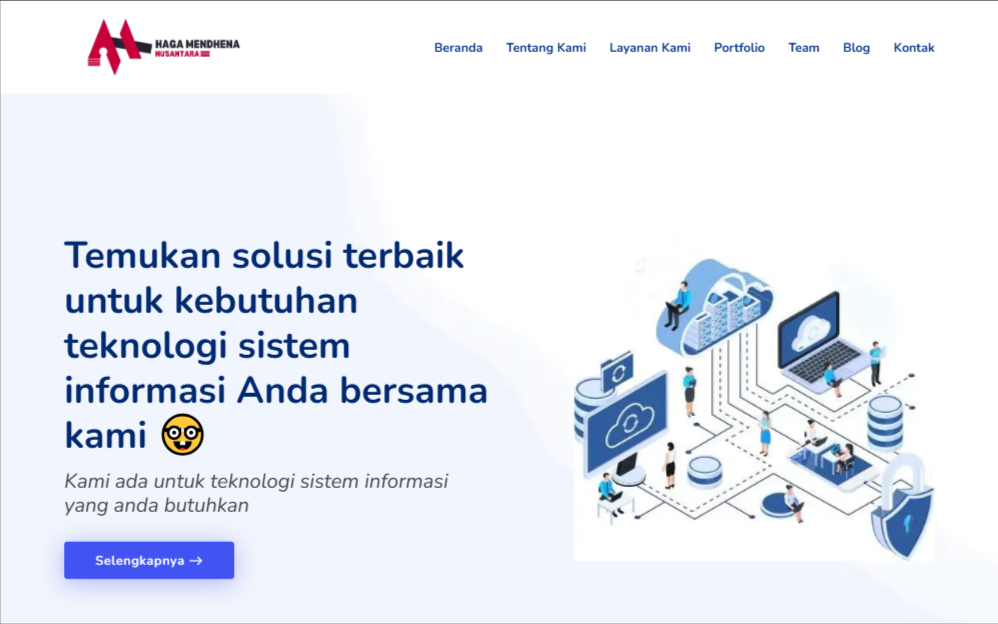 HAGA MENDHENA
NUSANTARA
Beranda Tentang Kami Layanan Kami Portfolio Team Blog Kontak
Temukan solusi terbaik
untuk kebutuhan
teknologi sistem
informasi Anda bersama
kami 🤓
Kami ada untuk teknologi sistem informasi
yang anda butuhkan
Selengkapnya →